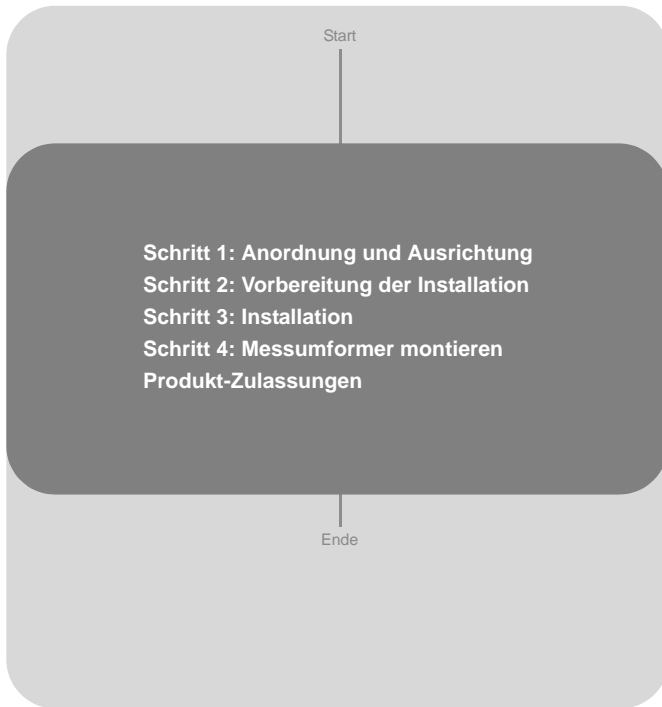 Start
Schritt 1: Anordnung und Ausrichtung
Schritt 2: Vorbereitung der Installation
Schritt 3: Installation
Schritt 4: Messumformer montieren
Produkt-Zulassungen
Ende